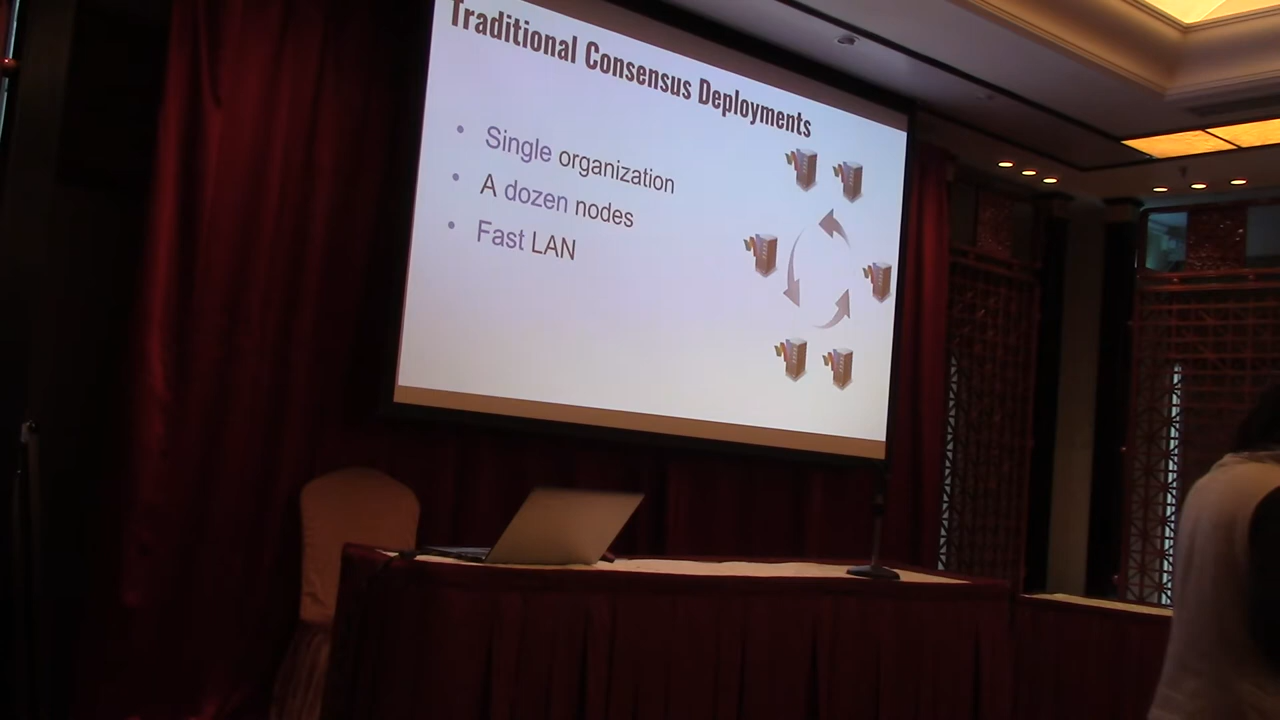 Traditional Consensus Deployments
• Single organization
• A dozen nodes
• Fast LAN